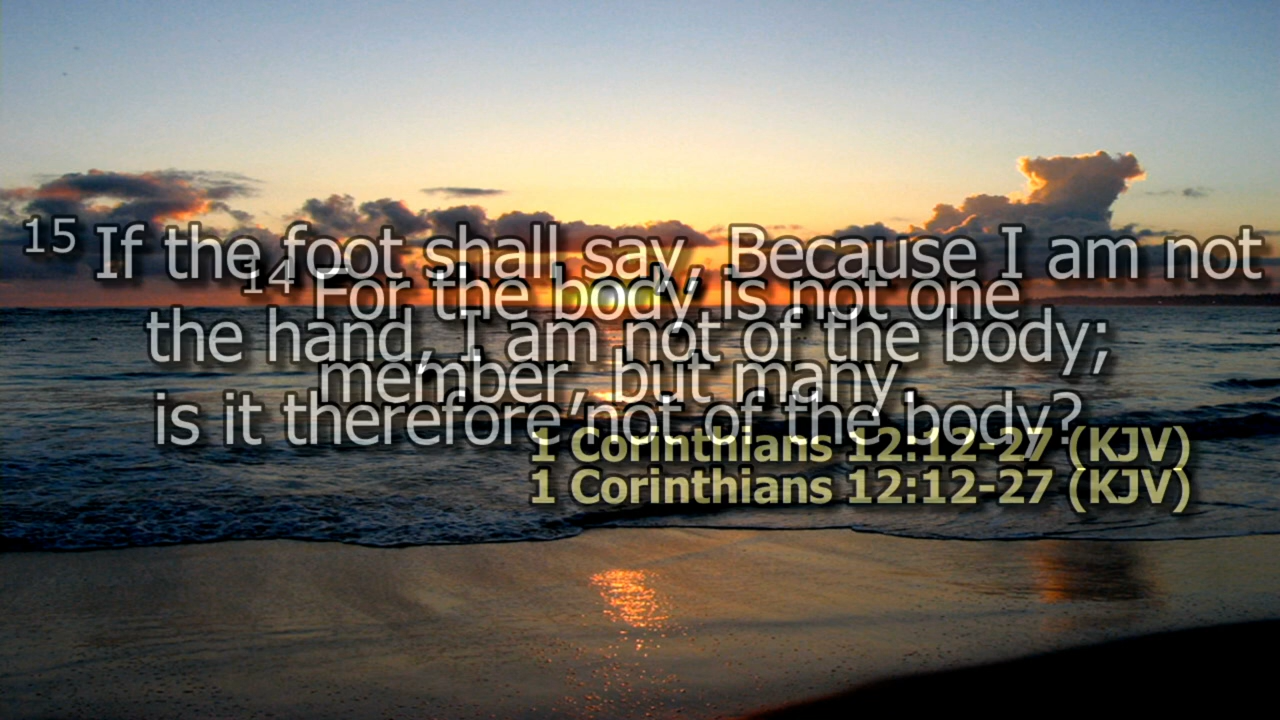 15 If the foot shall say, Because I am not
14 For the body is not one
the hand, I am not of the body;
member, but many.
is it therefore not of the body?
1 Corinthians 12:12-27 (KJV)
1 Corinthians 12:12-27 (KJV)